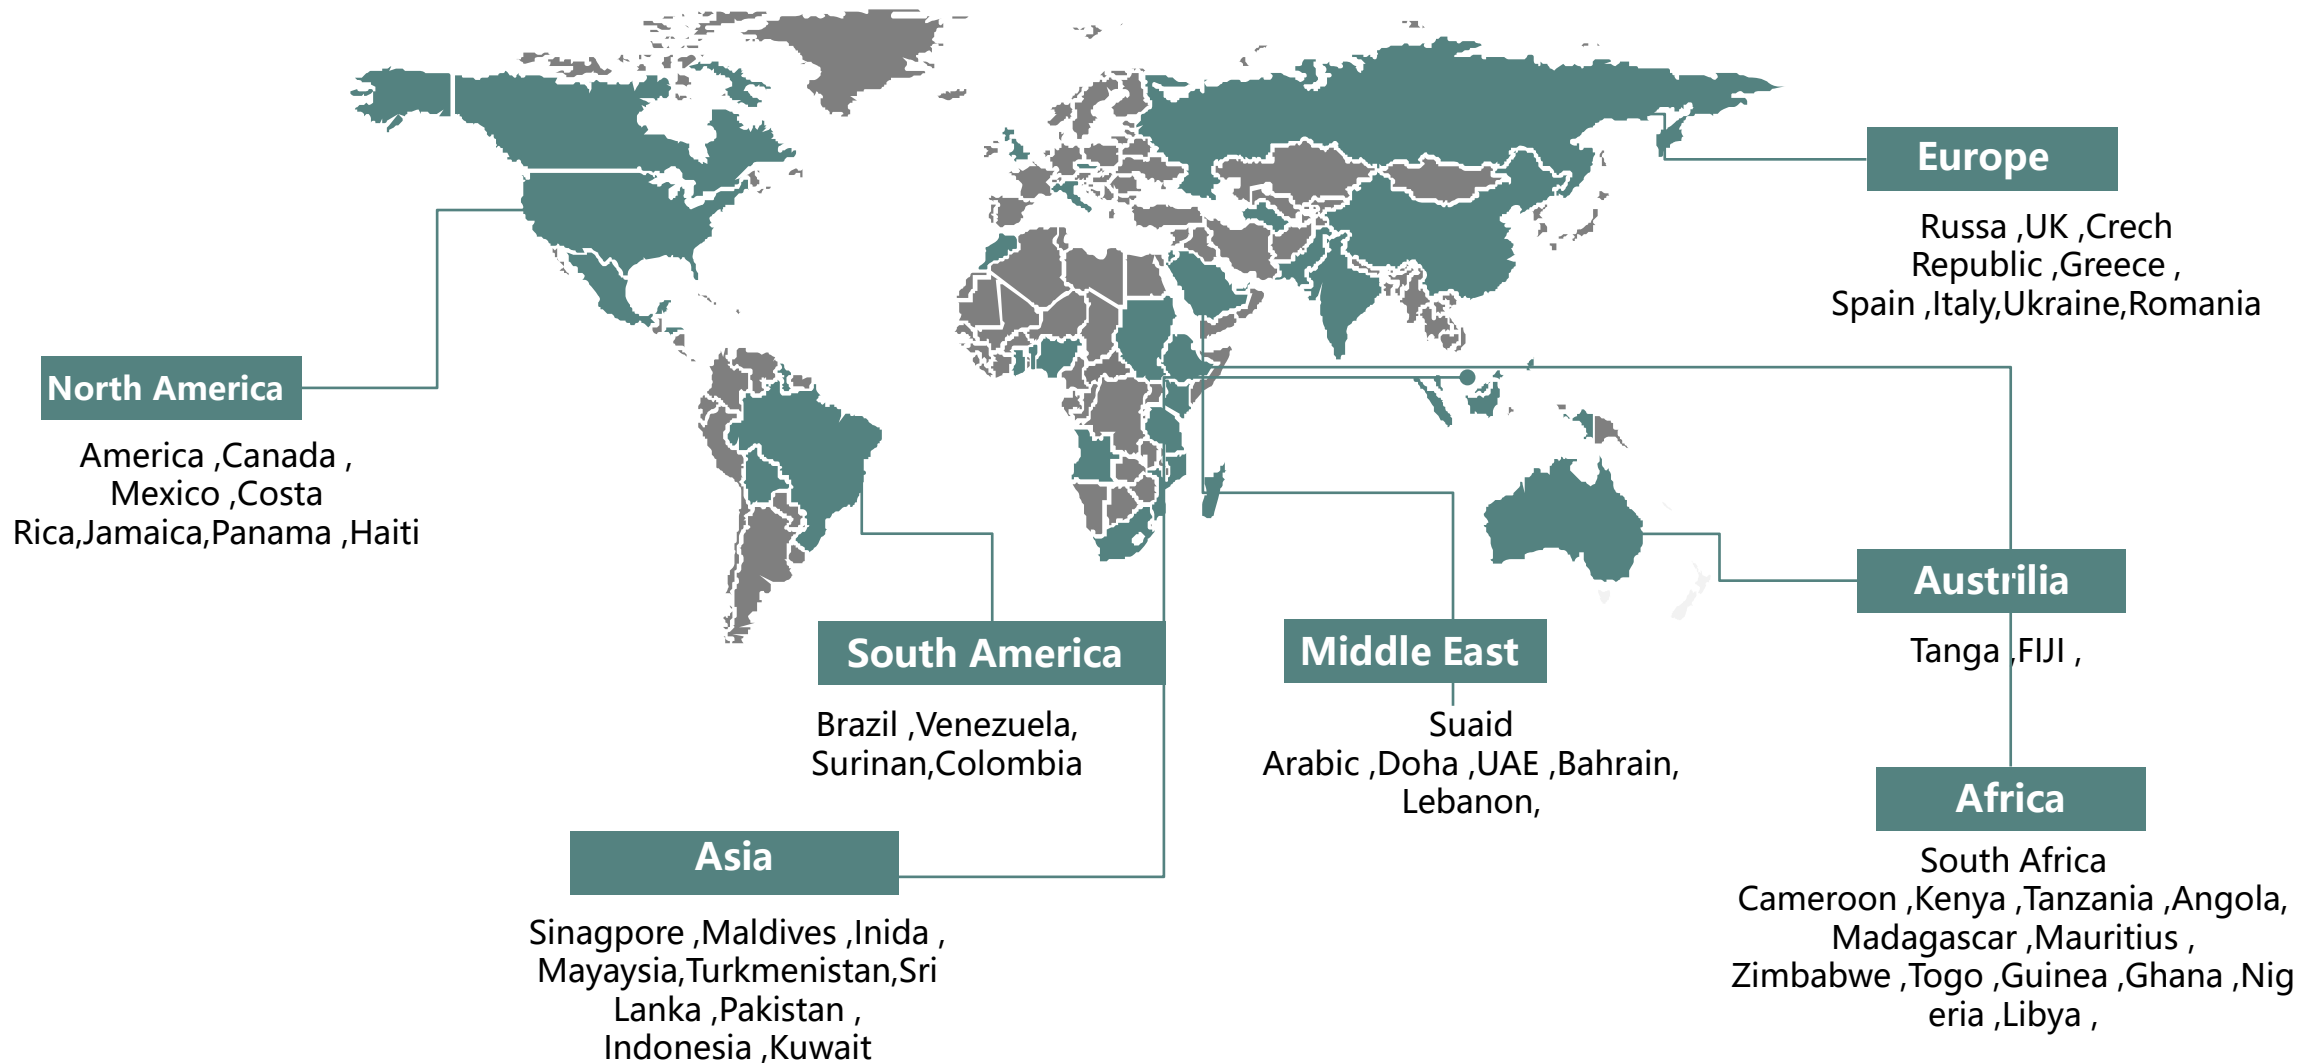 Europe
Russa ,UK ,Crech
Republic ,Greece ,
Spain ,Italy,Ukraine,Romania
North America
America ,Canada ,
Mexico ,Costa
Rica,Jamaica,Panama ,Haiti
Austrilia
Tanga ,FIJI ,
South America
Brazil ,Venezuela,
Surinan,Colombia
Middle East
Suaid
Arabic ,Doha ,UAE ,Bahrain,
Lebanon,
Africa
South Africa
Cameroon ,Kenya ,Tanzania ,Angola,
Madagascar ,Mauritius ,
Zimbabwe ,Togo ,Guinea ,Ghana ,Nig
eria ,Libya ,
Asia
Sinagpore ,Maldives ,Inida ,
Mayaysia,Turkmenistan,Sri
Lanka ,Pakistan ,
Indonesia ,Kuwait